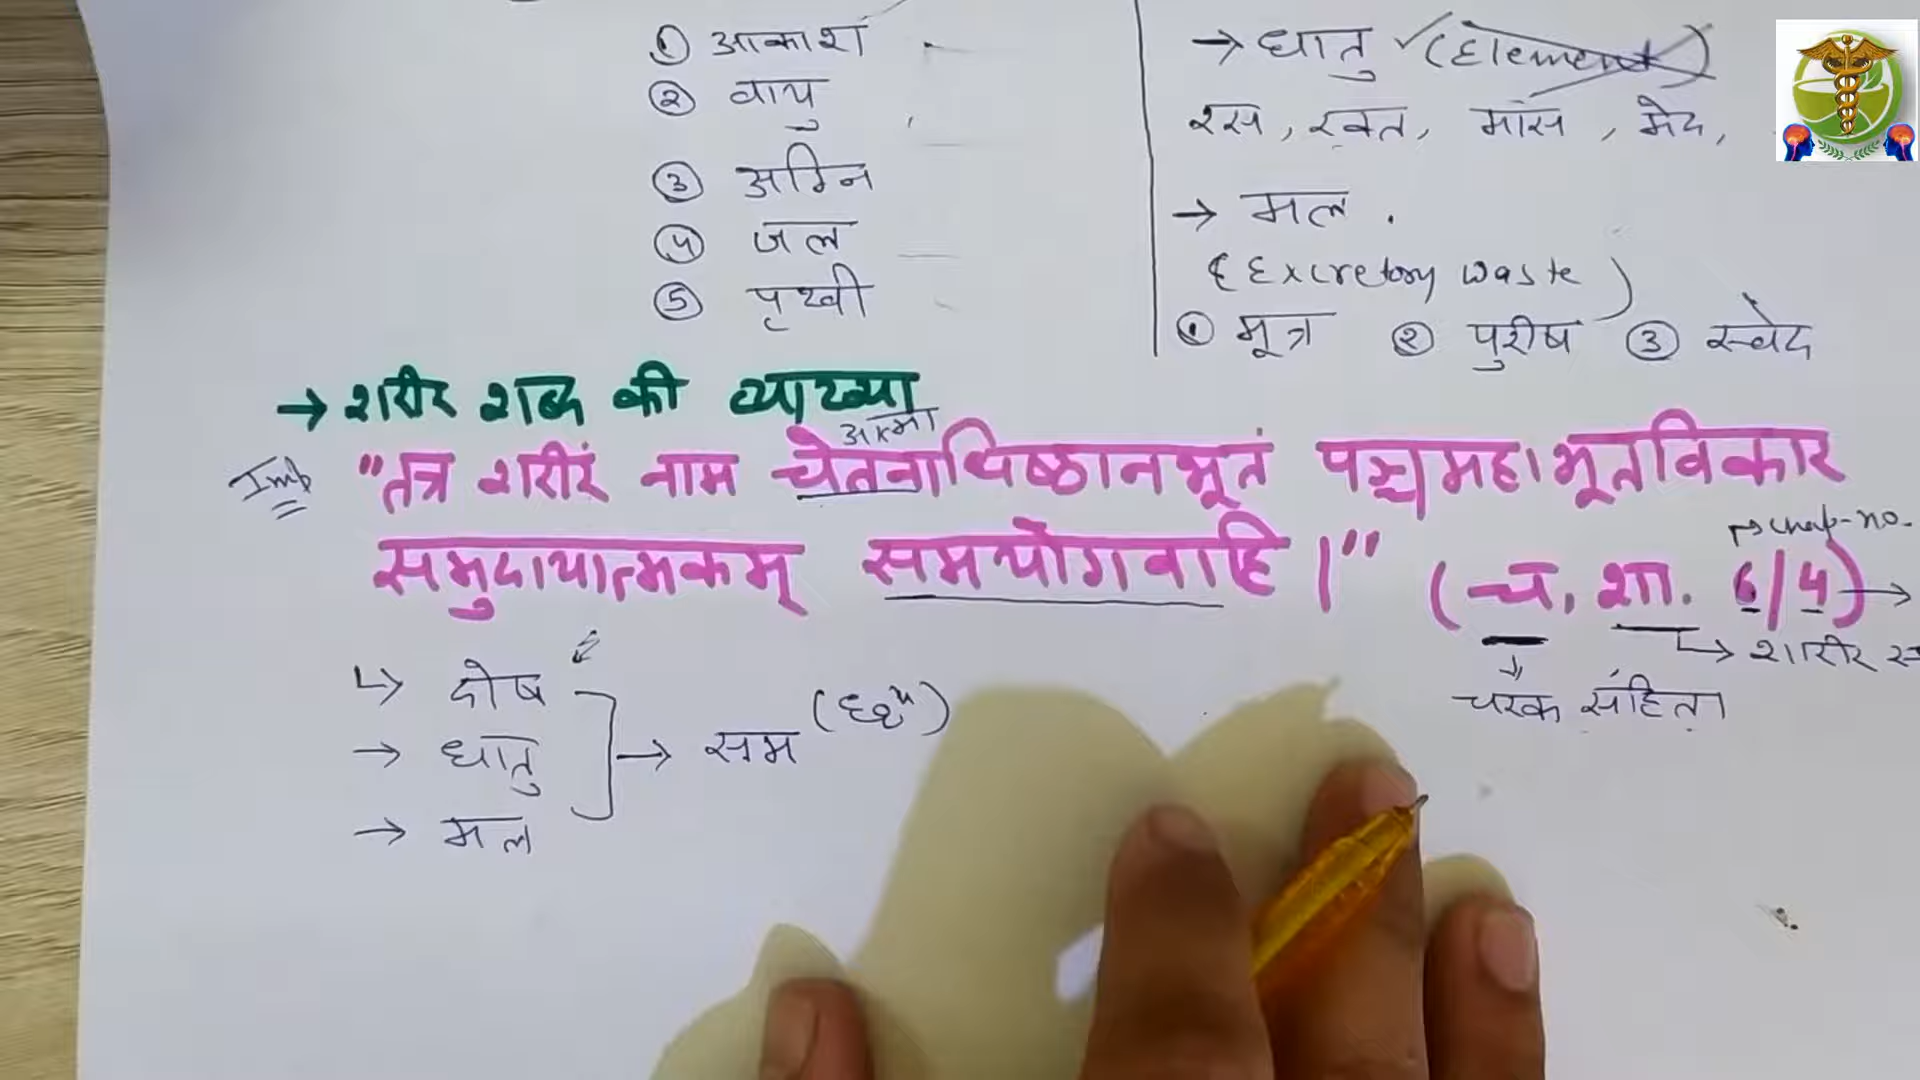 ① आकाश
② वायु
③ अग्नि
④ जल
⑤ पृथ्वी
→ धातु ✓ (Element)
रस, रक्त, मांस, मेद,
→ मल .
(Excretory waste)
① मूत्र ② पुरीष ③ स्वेद
→ शरीर शब्द की व्याख्या
Imp
"तत्र शरीरं नाम चेतनाधिष्ठानभूतं पञ्चमहाभूतविकार
समुदायात्मकम् समयोगवाहि ।" (च. शा. 6/4) →
→ chap-no.
→ शारीर
चरक संहिता
↳ दोष
→ धातु → सम
→ मल